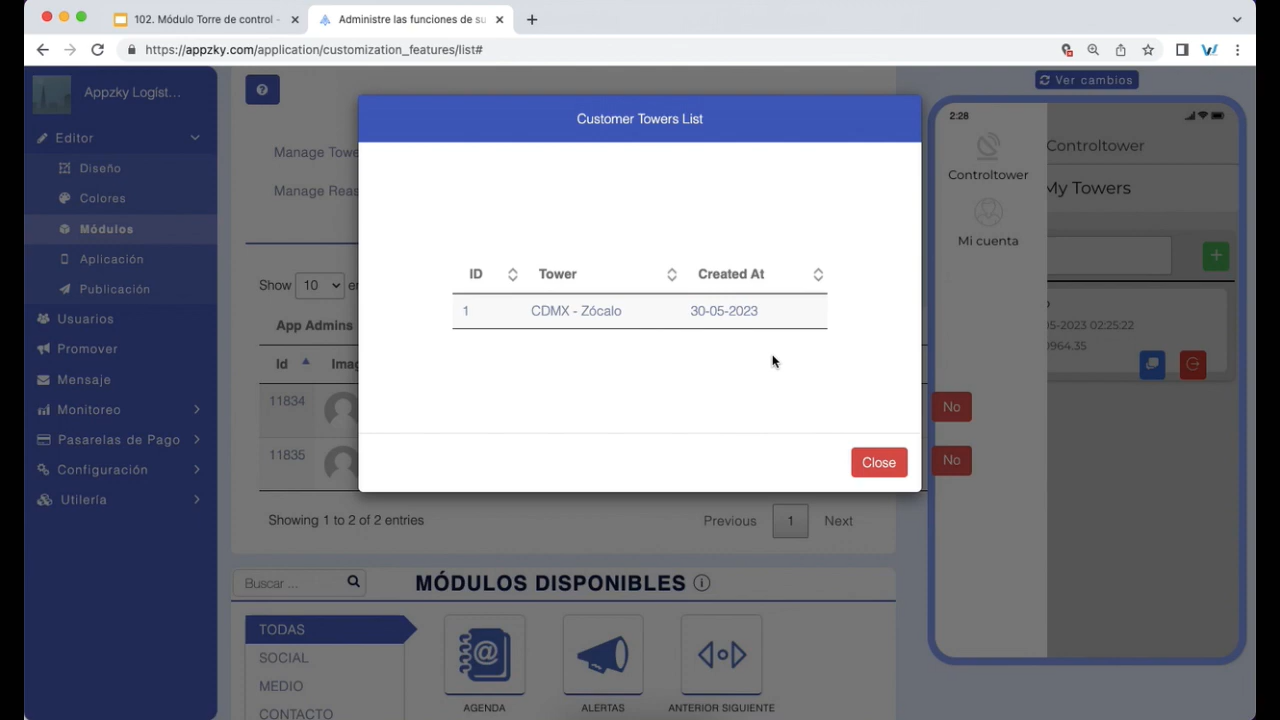 102. Módulo Torre de control -
Administre las funciones de su
https://appzky.com/application/customization_features/list#
Appzky Logíst...
Editor
Diseño
Colores
Módulos
Aplicación
Publicación
Usuarios
Promover
Mensaje
Monitoreo
Pasarelas de Pago
Configuración
Utilería
Manage Towe
Manage Reas
Show 10 en
App Admins
Id Imag
11834
11835
Showing 1 to 2 of 2 entries
Previous 1 Next
Customer Towers List
ID Tower Created At
1 CDMX - Zócalo 30-05-2023
Close
No
No
Buscar ...
MÓDULOS DISPONIBLES
TODAS
SOCIAL
MEDIO
CONTACTO
AGENDA
ALERTAS
ANTERIOR SIGUIENTE
Ver cambios
2:28
Controltower
Mi cuenta
Controltower
My Towers
05-2023 02:25:22
0964.35